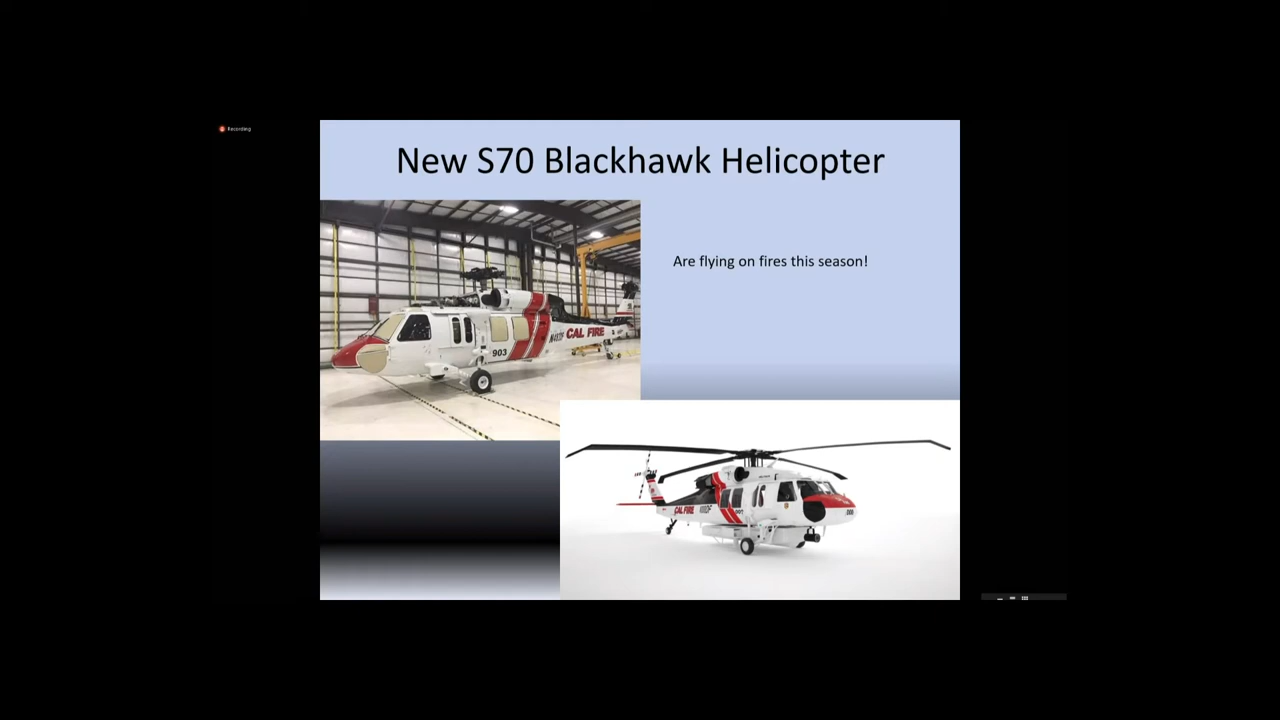 Recording
New S70 Blackhawk Helicopter
Are flying on fires this season!
CAL FIRE
903
CAL FIRE